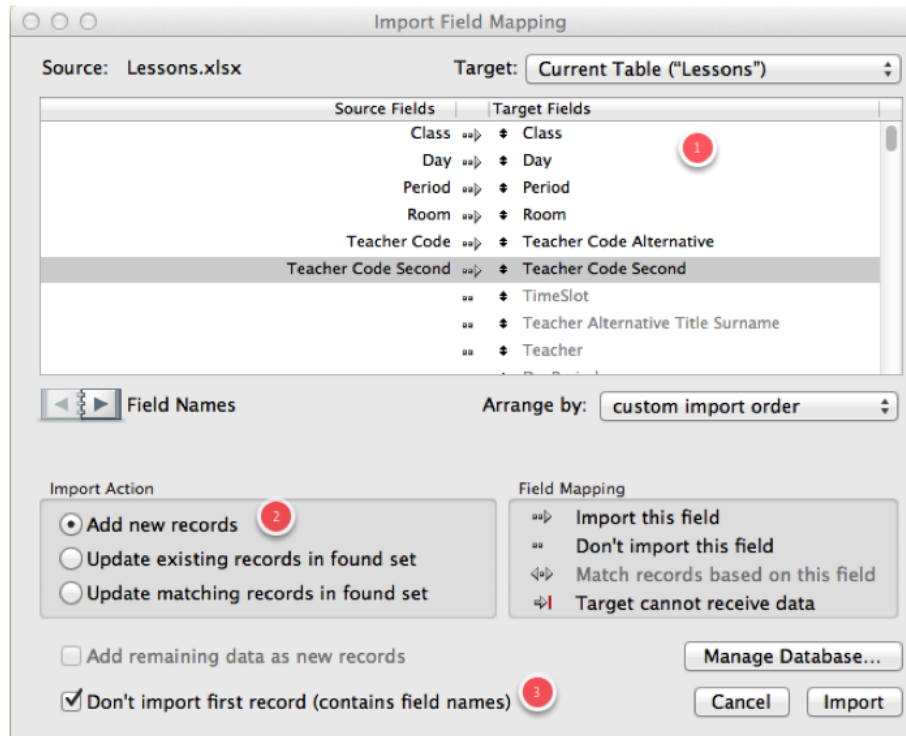 Import Field Mapping
Source: Lessons.xlsx Target: Current Table ("Lessons")
Source Fields Target Fields
Class Class 1
Day Day
Period Period
Room Room
Teacher Code Teacher Code Alternative
Teacher Code Second Teacher Code Second
TimeSlot
Teacher Alternative Title Surname
Teacher
Field Names Arrange by: custom import order
Import Action Field Mapping
Add new records 2 Import this field
Update existing records in found set Don't import this field
Update matching records in found set Match records based on this field
Target cannot receive data
Add remaining data as new records Manage Database...
Don't import first record (contains field names) 3 Cancel Import